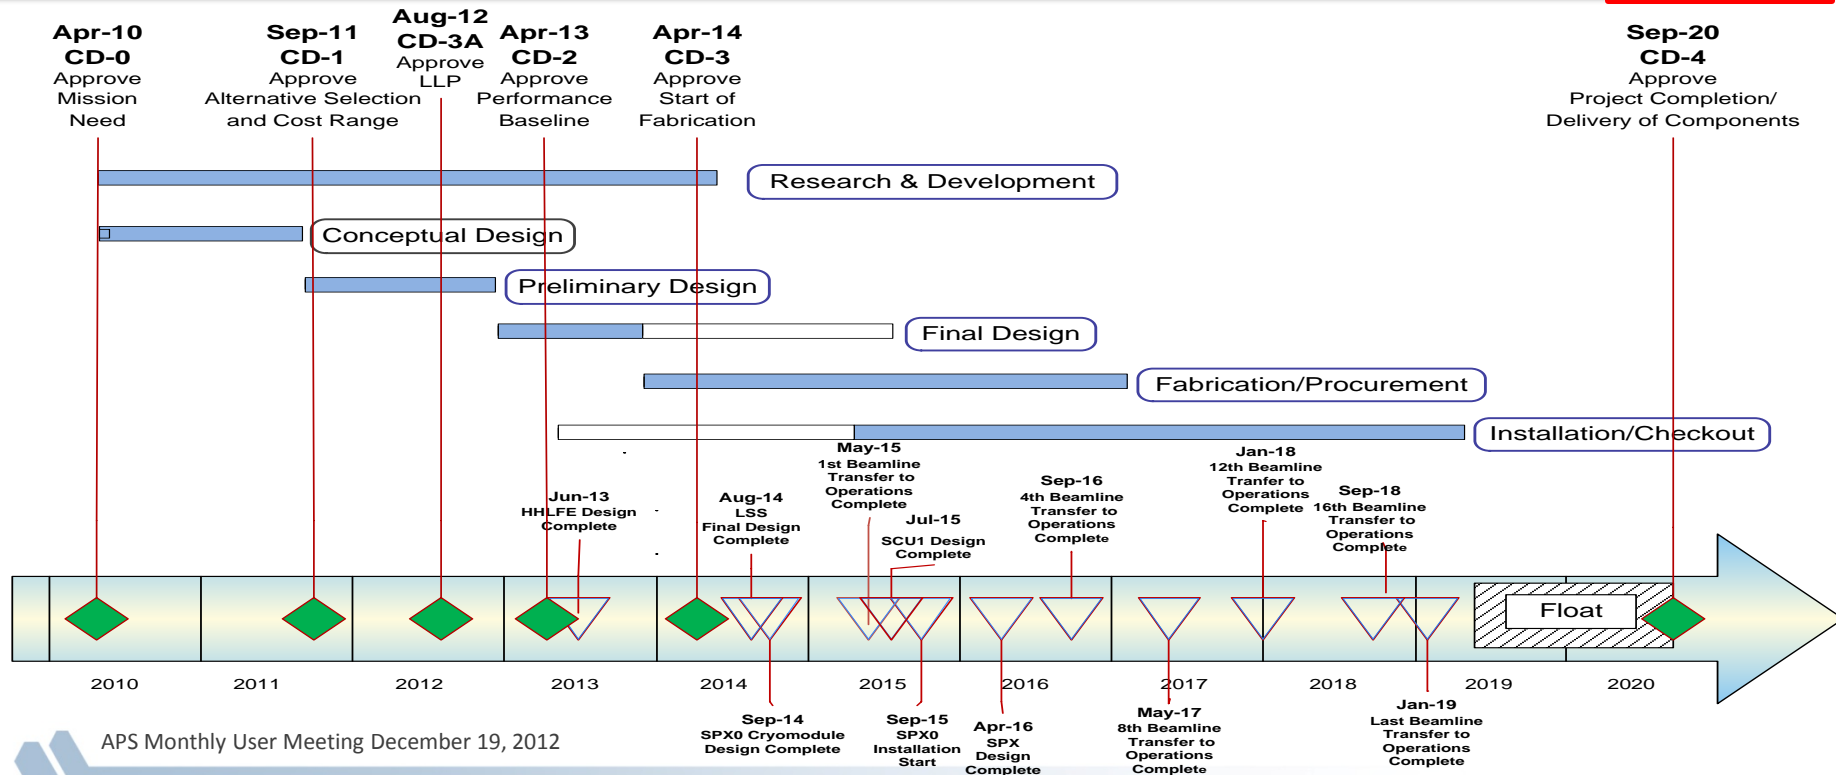 Apr-10
CD-0
Approve
Mission
Need
Sep-11
CD-1
Approve
Alternative Selection
and Cost Range
Aug-12
CD-3A
Approve
LLP
Apr-13
CD-2
Approve
Performance
Baseline
Apr-14
CD-3
Approve
Start of
Fabrication
Sep-20
CD-4
Approve
Project Completion/
Delivery of Components
Research & Development
Conceptual Design
Preliminary Design
Final Design
Fabrication/Procurement
Installation/Checkout
Jun-13
HHLFE Design
Complete
Aug-14
LSS
Final Design
Complete
May-15
1st Beamline
Transfer to
Operations
Complete
Jul-15
SCU1 Design
Complete
Sep-16
4th Beamline
Transfer to
Operations
Complete
Jan-18
12th Beamline
Tranfer to
Operations
Complete
Sep-18
16th Beamline
Transfer to
Operations
Complete
Float
2010
2011
2012
2013
2014
2015
2016
2017
2018
2019
2020
Sep-14
SPX0 Cryomodule
Design Complete
Sep-15
SPX0
Installation
Start
Apr-16
SPX
Design
Complete
May-17
8th Beamline
Transfer to
Operations
Complete
Jan-19
Last Beamline
Transfer to
Operations
Complete
APS Monthly User Meeting December 19, 2012